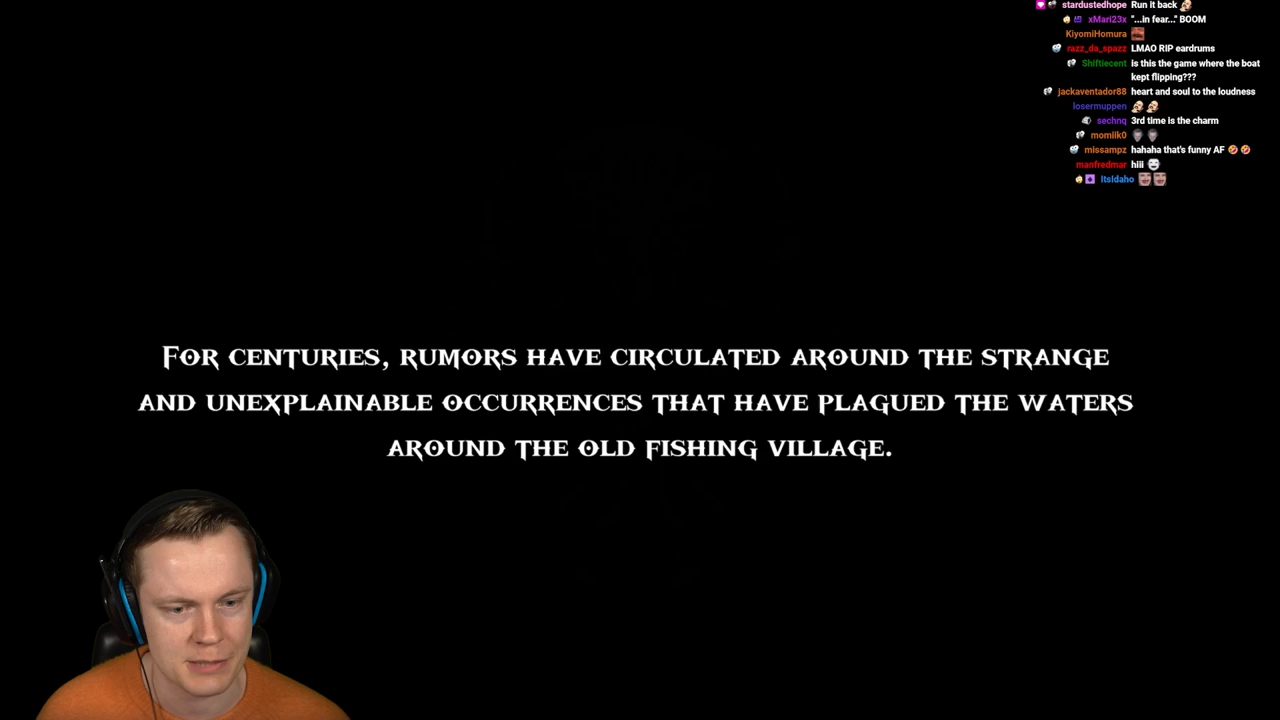 stardustedhope Run it back
xMari23x "...in fear..." BOOM
KiyomiHomura
razz_da_spazz LMAO RIP eardrums
Shiftiecent is this the game where the boat
kept flipping???
jackaventador88 heart and soul to the loudness
losermuppen
sechnq 3rd time is the charm
momiik0
missampz hahaha that's funny AF 🤣 🤣
manfredmar hiii
ItsIdaho
For centuries, rumors have circulated around the strange
and unexplainable occurrences that have plagued the waters
around the old fishing village.